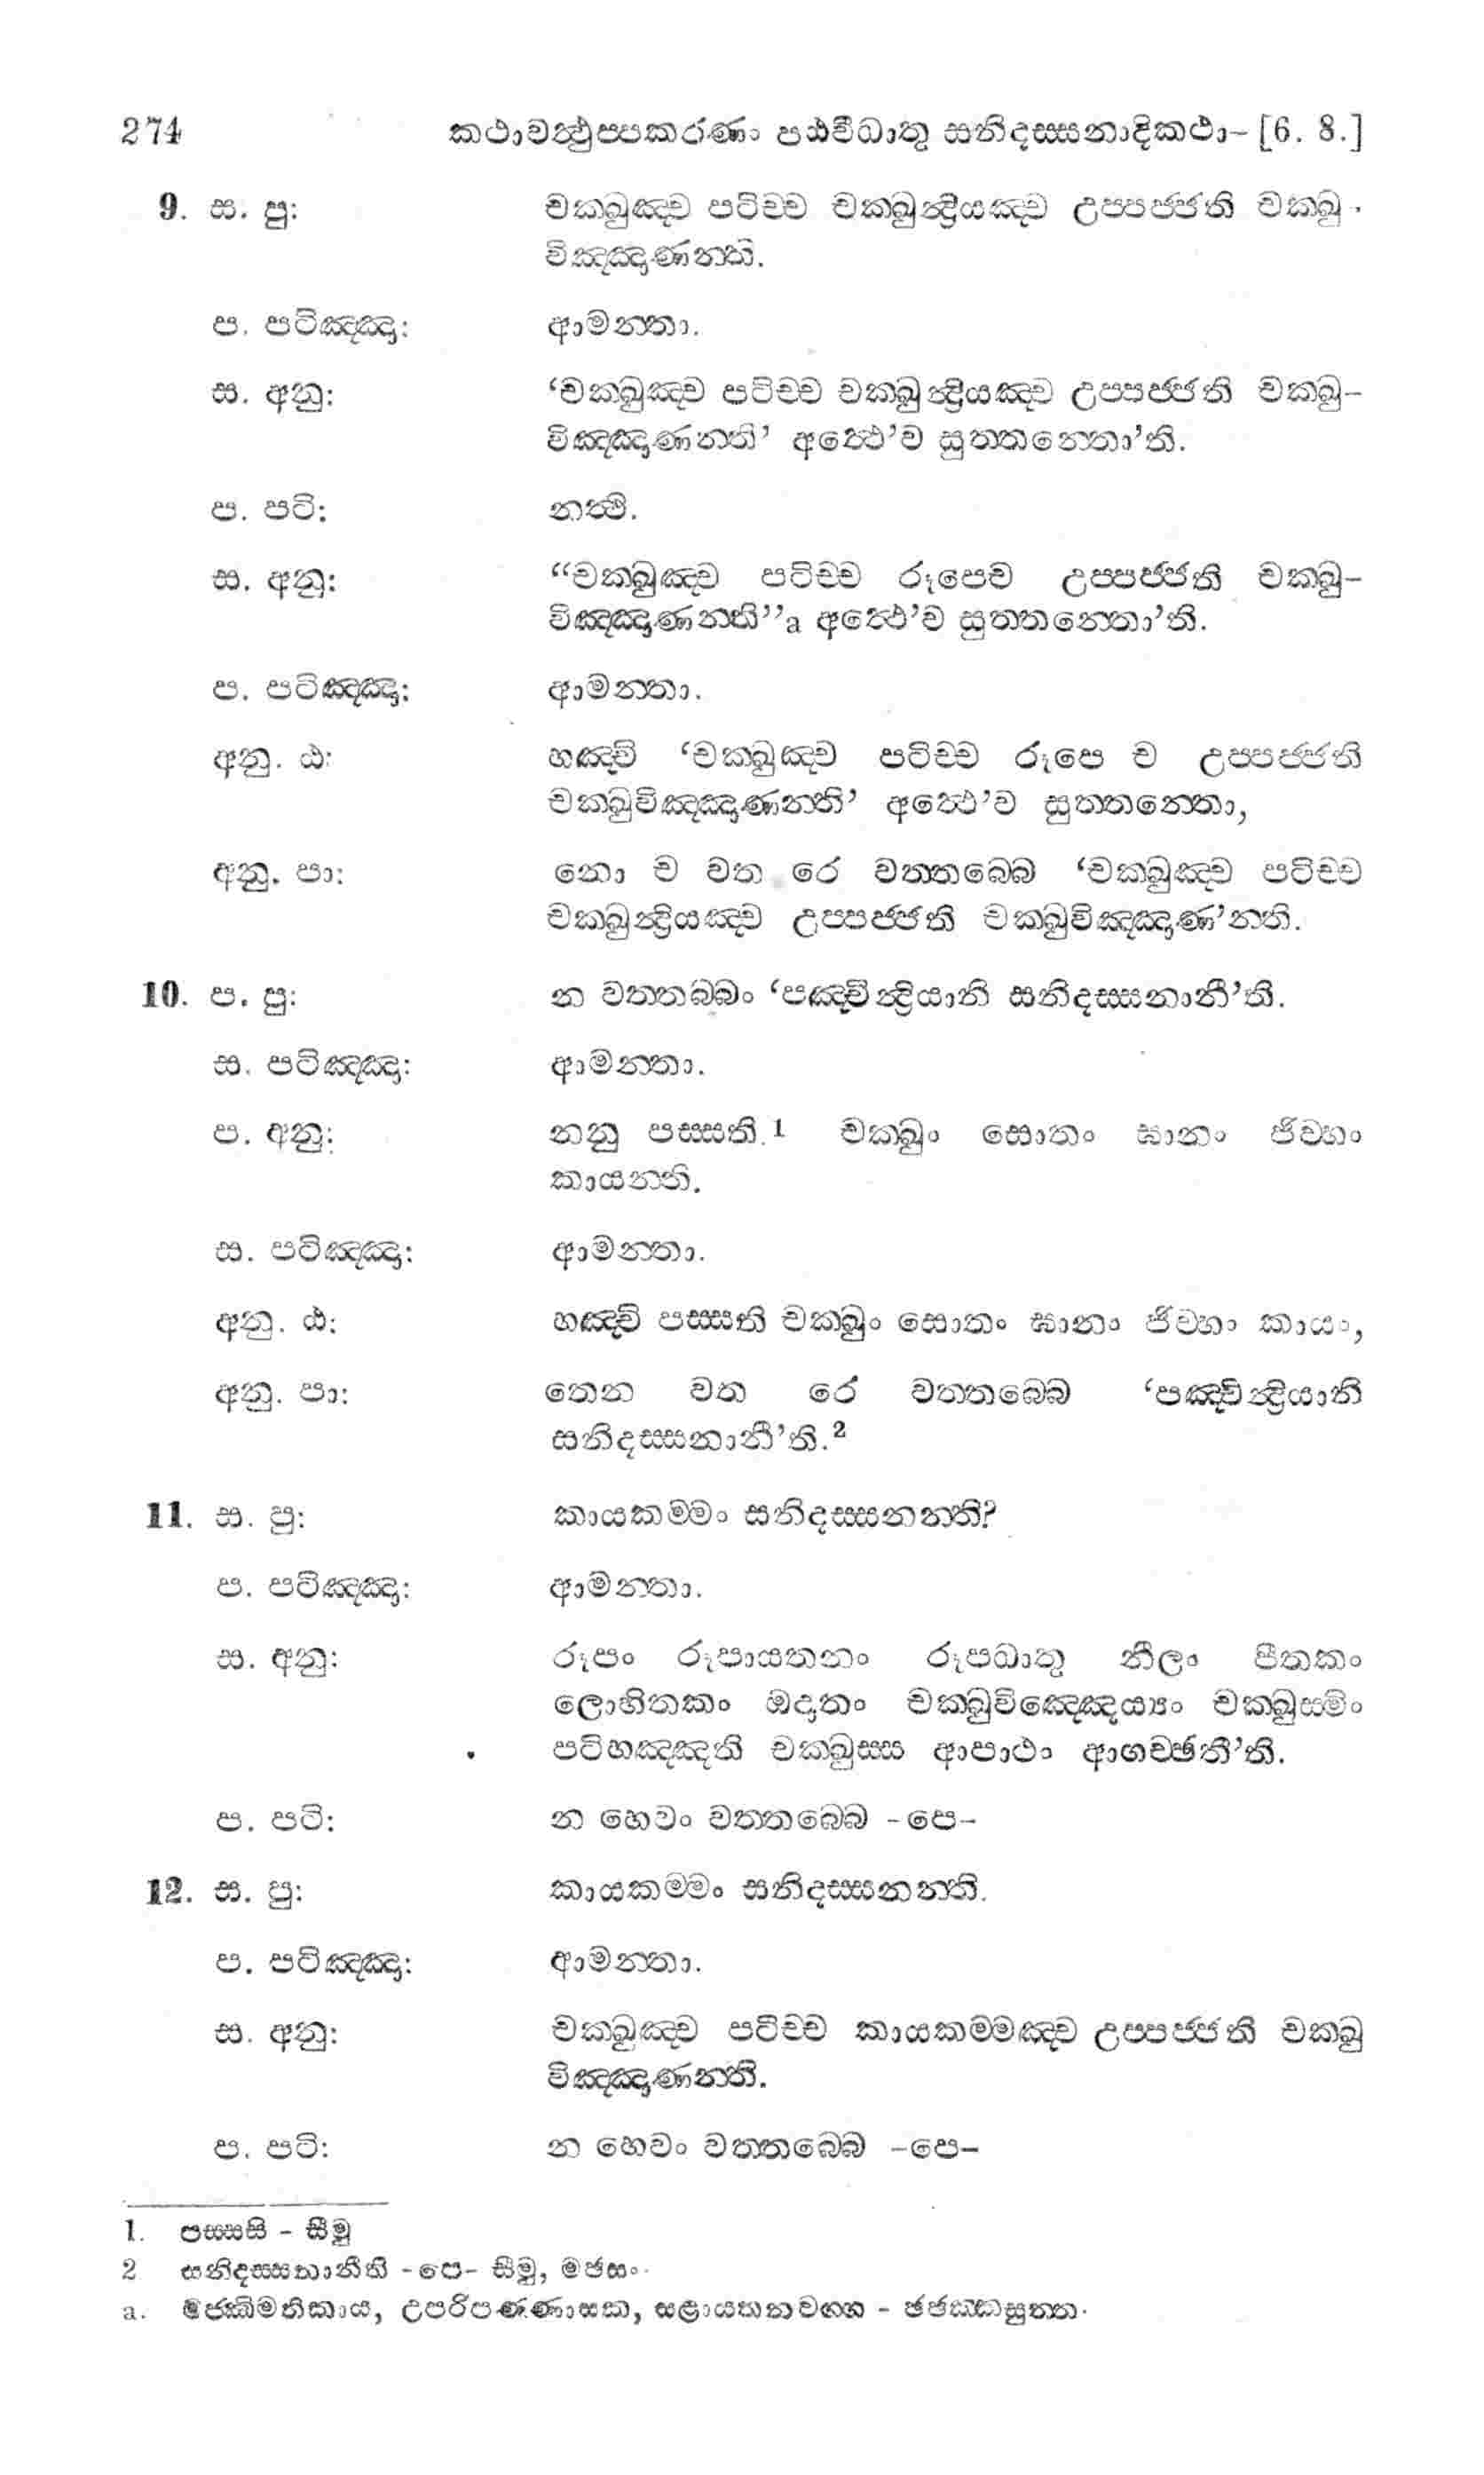 274 කථාවත්ථුප්පකරණං පඨවීධාතු සනිදස්සනාදිකථා- [6. 8.]
9. ස. පු: චක්ඛුඤ්ච පටිච්ච චක්ඛුන්ද්‍රියඤ්ච උප්පජ්ජති චක්ඛු-
විඤ්ඤාණන්ති.
ප. පටිඤ්ඤා: ආමන්තා.
ස. අනු: ‘චක්ඛුඤ්ච පටිච්ච චක්ඛුන්ද්‍රියඤ්ච උප්පජ්ජති චක්ඛු-
විඤ්ඤාණන්ති’ අත්ථෙ’ව සුත්තන්තො’ති.
ප. පටි: නත්ථි.
ස. අනු: “චක්ඛුඤ්ච පටිච්ච රූපෙච උප්පජ්ජති චක්ඛු-
විඤ්ඤාණන්ති”a අත්ථෙ’ව සුත්තන්තො’ති.
ප. පටිඤ්ඤා: ආමන්තා.
අනු. ඨ: හඤ්චි ‘චක්ඛුඤ්ච පටිච්ච රූපෙ ච උප්පජ්ජති
චක්ඛුවිඤ්ඤාණන්ති’ අත්ථෙ’ව සුත්තන්තො,
අනු. පා: නො ච වත රෙ වත්තබ්බෙ ‘චක්ඛුඤ්ච පටිච්ච
චක්ඛුන්ද්‍රියඤ්ච උප්පජ්ජති චක්ඛුවිඤ්ඤාණ’න්ති.
10. ප. පු: න වත්තබ්බං ‘පඤ්චින්ද්‍රියානි සනිදස්සනානී’ති.
ස. පටිඤ්ඤා: ආමන්තා.
ප. අනු: නනු පස්සති.1 චක්ඛුං සොතං ඝානං ජිව්හං
කායන්ති.
ස. පටිඤ්ඤා: ආමන්තා.
අනු. ඨ: හඤ්චි පස්සති චක්ඛුං සොතං ඝානං ජිව්හං කායං,
අනු. පා: තෙන වත රෙ වත්තබ්බෙ ‘පඤ්චින්ද්‍රියානි
සනිදස්සනානී’ති.2
11. ස. පු: කායකම්මං සනිදස්සනන්ති?
ප. පටිඤ්ඤා: ආමන්තා.
ස. අනු: රූපං රූපායතනං රූපධාතු නීලං පීතකං
ලොහිතකං ඔදාතං චක්ඛුවිඤ්ඤෙය්‍යං චක්ඛුස්මිං
පටිහඤ්ඤති චක්ඛුස්ස ආපාථං ආගච්ඡතී’ති.
ප. පටි: න හෙවං වත්තබ්බෙ -පෙ-
12. ස. පු: කායකම්මං සනිදස්සනන්ති.
ප. පටිඤ්ඤා: ආමන්තා.
ස. අනු: චක්ඛුඤ්ච පටිච්ච කායකම්මඤ්ච උප්පජ්ජති චක්ඛු
විඤ්ඤාණන්ති.
ප. පටි: න හෙවං වත්තබ්බෙ -පෙ-
1. පස්සසි - සීමු
2 සනිදස්සනානීති -පෙ- සීමු, මජසං.
a. මජ්ඣිමනිකාය, උපරිපණ්ණාසක, සළායතනවග්ග - ඡඡක්කසුත්ත.